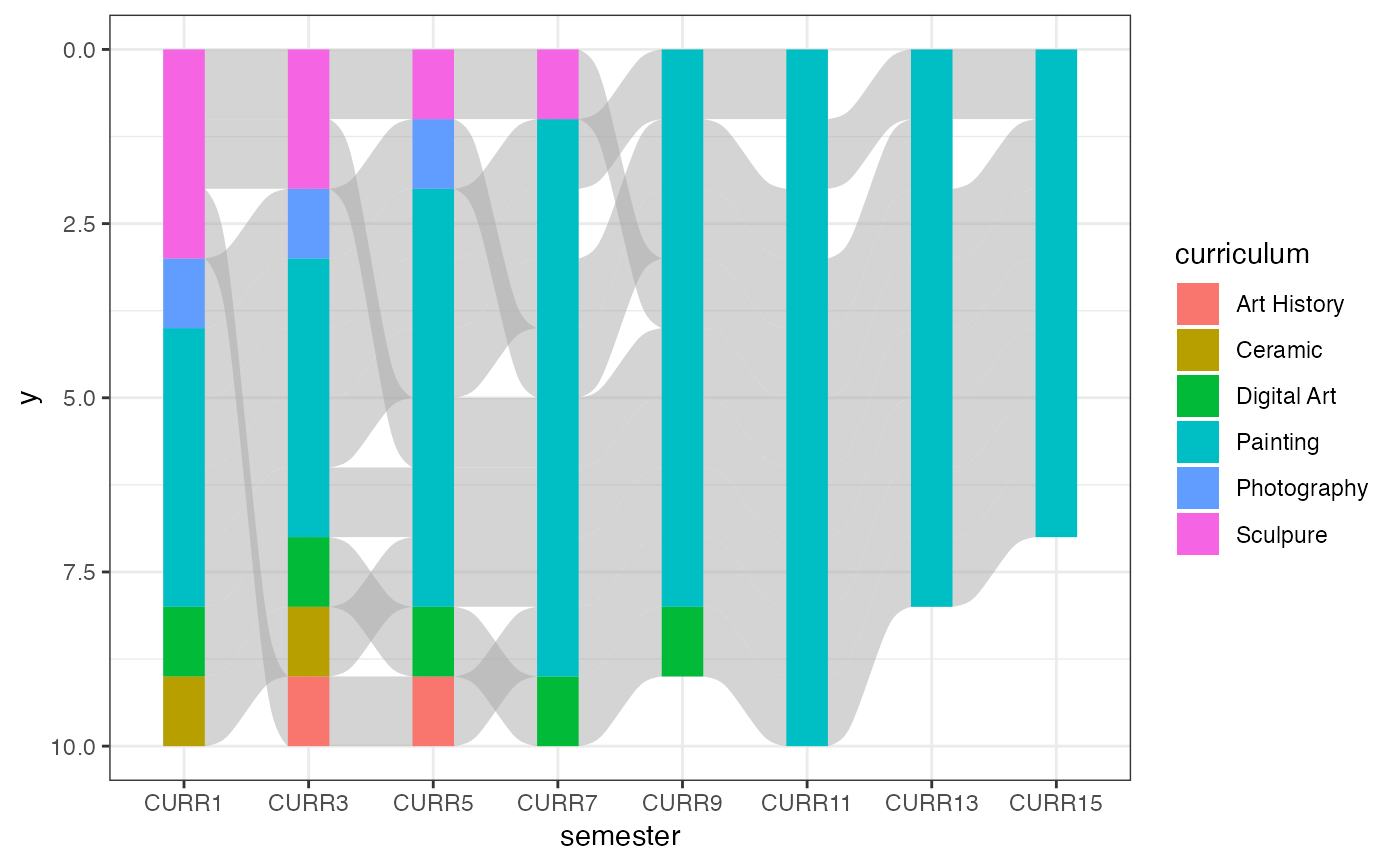 0.0
2.5
5.0
7.5
10.0
y
CURR1 CURR3 CURR5 CURR7 CURR9 CURR11 CURR13 CURR15
semester
curriculum
Art History
Ceramic
Digital Art
Painting
Photography
Sculpure